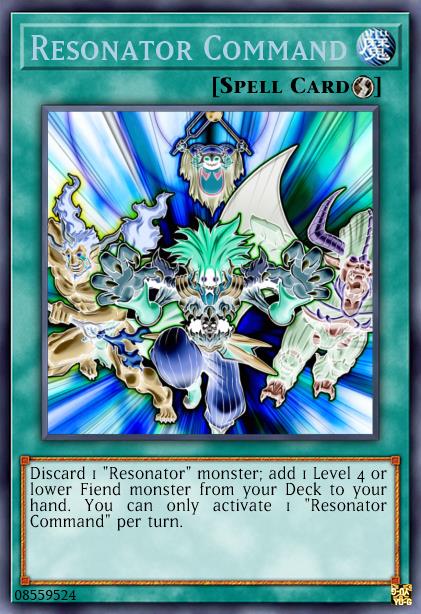 Resonator Command
[Spell Card]
Discard 1 "Resonator" monster; add 1 Level 4 or
lower Fiend monster from your Deck to your
hand. You can only activate 1 "Resonator
Command" per turn.
08559524